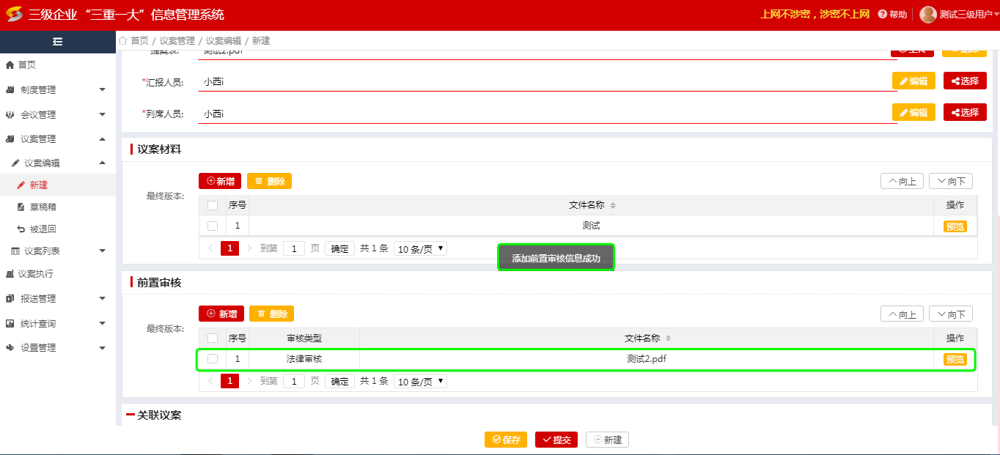 三级企业“三重一大”信息管理系统
上网不涉密，涉密不上网 帮助 测试三级用户
首页 / 议案管理 / 议案编辑 / 新建
首页
制度管理
会议管理
议案管理
议案编辑
新建
草稿箱
被退回
议案列表
议案执行
报送管理
统计查询
设置管理
提案表: 测试2.pdf
*汇报人员: 小西i 编辑 选择
*列席人员: 小西i 编辑 选择
议案材料
新增 删除 向上 向下
最终版本:
序号 文件名称 操作
1 测试 预览
1 到第 1 页 确定 共 1 条 10 条/页
添加前置审核信息成功
前置审核
新增 删除 向上 向下
最终版本:
序号 审核类型 文件名称 操作
1 法律审核 测试2.pdf 预览
1 到第 1 页 确定 共 1 条 10 条/页
关联议案
保存 提交 新建